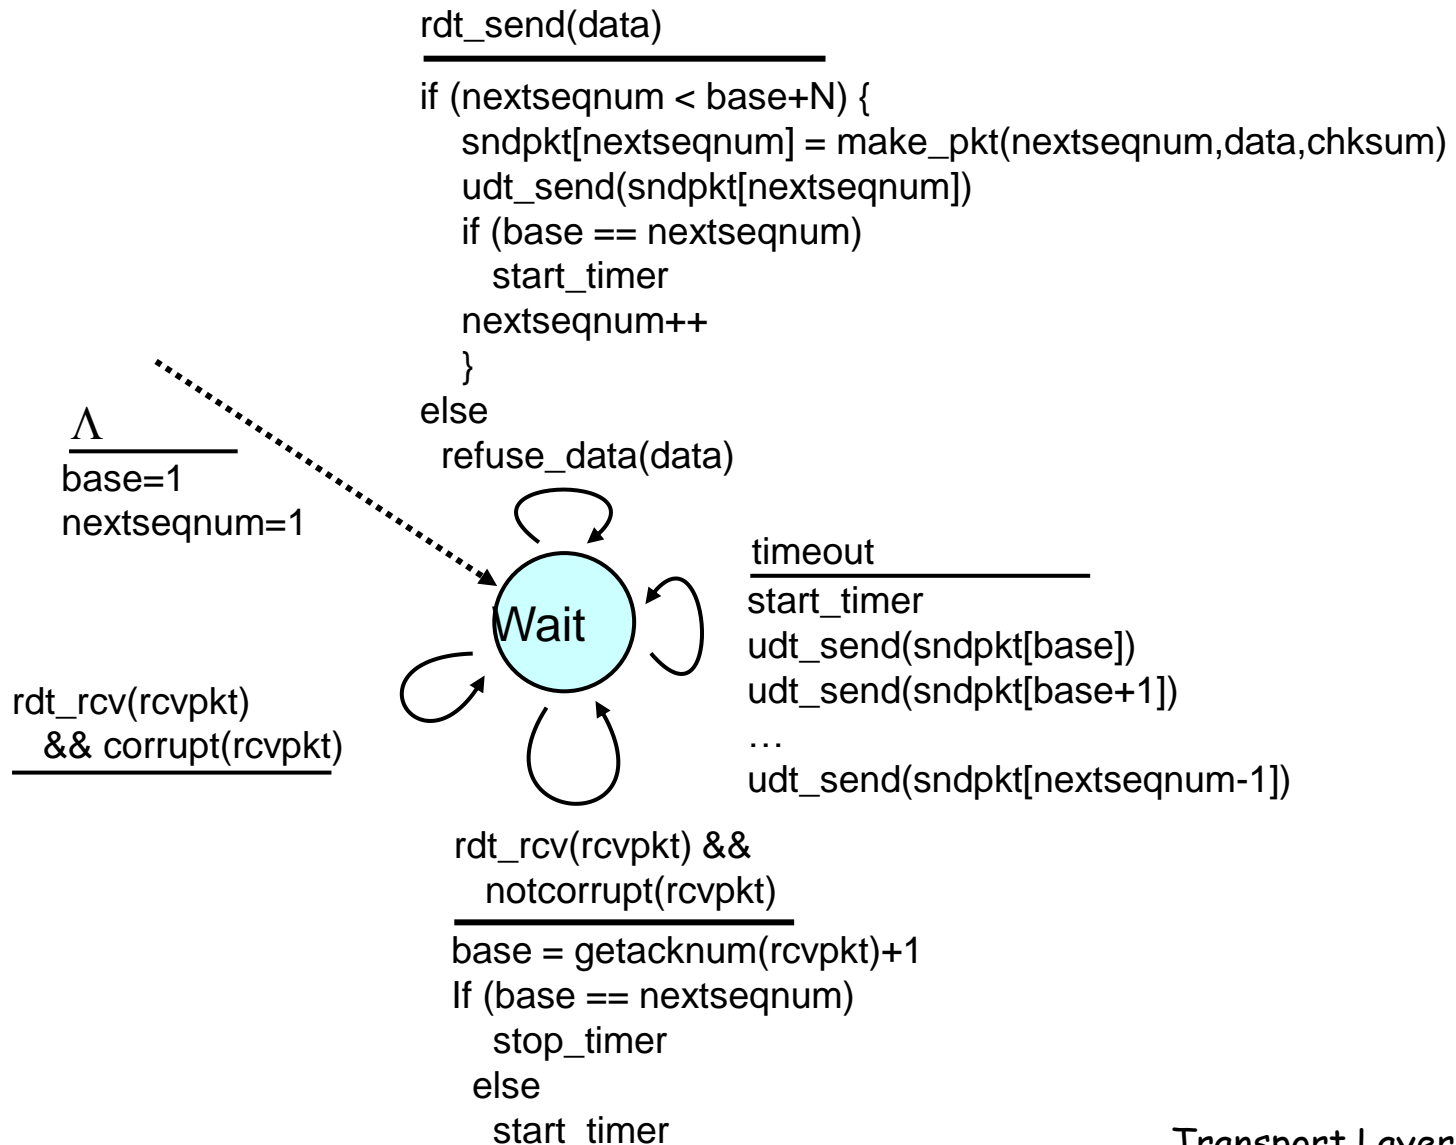 rdt_send(data)
if (nextseqnum < base+N) {
sndpkt[nextseqnum] = make_pkt(nextseqnum,data,chksum)
udt_send(sndpkt[nextseqnum])
if (base == nextseqnum)
start_timer
nextseqnum++
}
else
refuse_data(data)
Λ
base=1
nextseqnum=1
Wait
timeout
start_timer
udt_send(sndpkt[base])
udt_send(sndpkt[base+1])
…
udt_send(sndpkt[nextseqnum-1])
rdt_rcv(rcvpkt)
&& corrupt(rcvpkt)
rdt_rcv(rcvpkt) &&
notcorrupt(rcvpkt)
base = getacknum(rcvpkt)+1
If (base == nextseqnum)
stop_timer
else
start_timer
Transport Layer